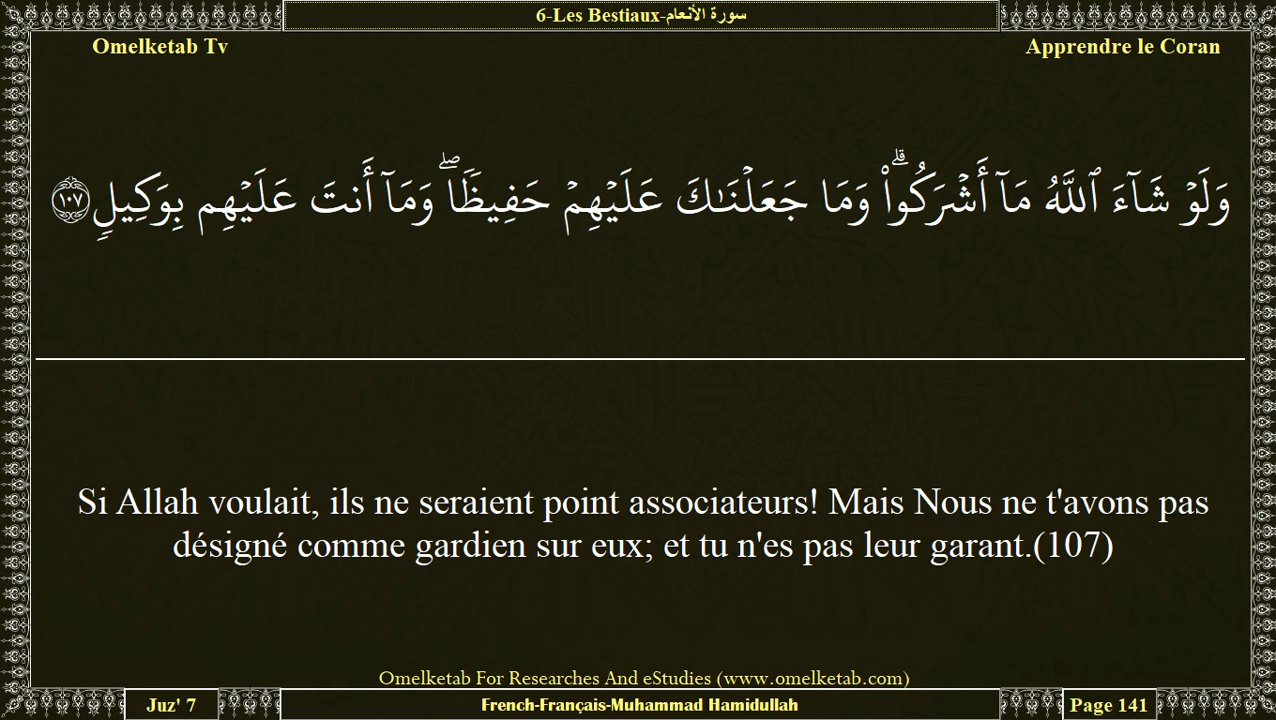 6-Les Bestiaux-سورة الأنعام
Omelketab Tv
Apprendre le Coran
وَلَوۡ شَآءَ ٱللَّهُ مَآ أَشۡرَكُواْۗ وَمَا جَعَلۡنَٰكَ عَلَيۡهِمۡ حَفِيظٗاۖ وَمَآ أَنتَ عَلَيۡهِم بِوَكِيلٖ ١٠٧
Si Allah voulait, ils ne seraient point associateurs! Mais Nous ne t'avons pas
désigné comme gardien sur eux; et tu n'es pas leur garant.(107)
Omelketab For Researches And eStudies (www.omelketab.com)
Juz' 7
French-Français-Muhammad Hamidullah
Page 141